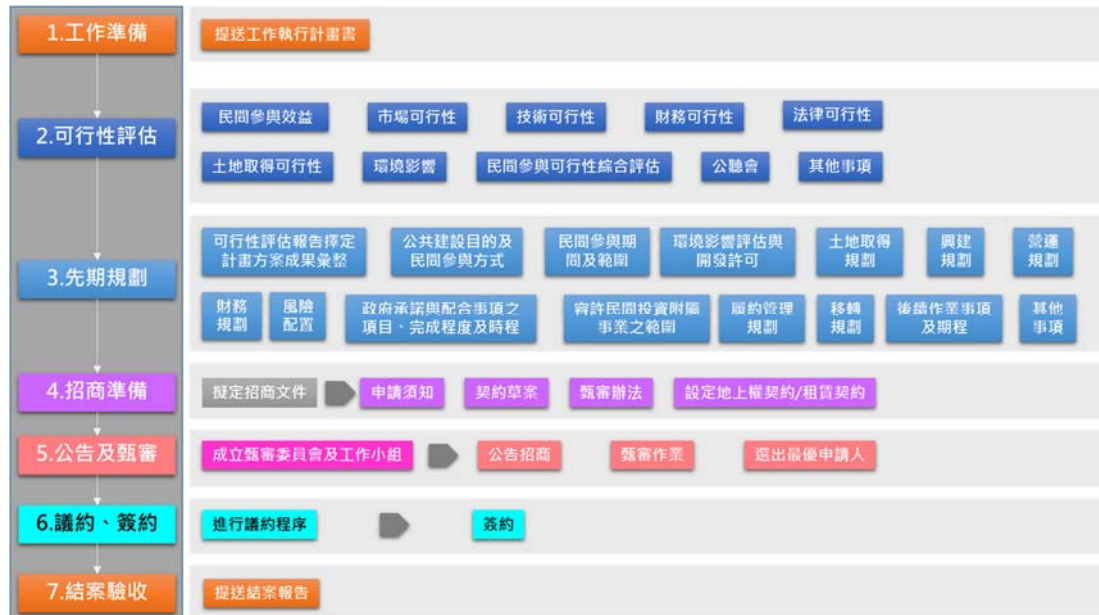 1.工作準備
提送工作執行計畫書
2.可行性評估
民間參與效益
市場可行性
技術可行性
財務可行性
法律可行性
土地取得可行性
環境影響
民間參與可行性綜合評估
公聽會
其他事項
3.先期規劃
可行性評估報告擇定
計畫方案成果彙整
公共建設目的及
民間參與方式
民間參與期
間及範圍
環境影響評估與
開發許可
土地取得
規劃
興建
規劃
營運
規劃
財務
規劃
風險
配置
政府承諾與配合事項之
項目、完成程度及時程
容許民間投資附屬
事業之範圍
履約管理
規劃
移轉
規劃
後續作業事項
及期程
其他
事項
4.招商準備
擬定招商文件
申請須知
契約草案
甄審辦法
設定地上權契約/租賃契約
5.公告及甄審
成立甄審委員會及工作小組
公告招商
甄審作業
選出最優申請人
6.議約、簽約
進行議約程序
簽約
7.結案驗收
提送結案報告